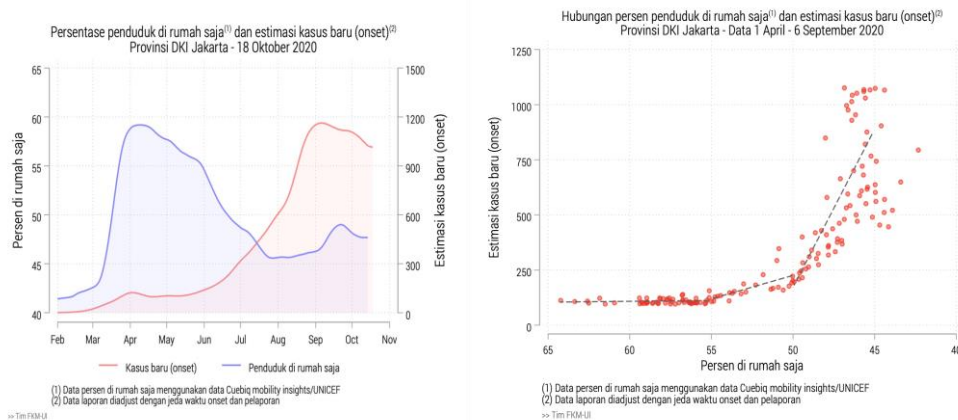 Persentase penduduk di rumah saja(1) dan estimasi kasus baru (onset)(2)
Provinsi DKI Jakarta - 18 Oktober 2020
65
60
55
50
45
40
Persen di rumah saja
1500
1200
900
600
300
0
Estimasi kasus baru (onset)
Feb Mar Apr May Jun Jul Aug Sep Oct Nov
Kasus baru (onset) Penduduk di rumah saja
(1) Data persen di rumah saja menggunakan data Cuebiq mobility insights/UNICEF
(2) Data laporan diadjust dengan jeda waktu onset dan pelaporan
>> Tim FKM-UI
Hubungan persen penduduk di rumah saja(1) dan estimasi kasus baru (onset)(2)
Provinsi DKI Jakarta - Data 1 April - 6 September 2020
1250
1000
750
500
250
0
Estimasi kasus baru (onset)
65 60 55 50 45 40
Persen di rumah saja
(1) Data persen di rumah saja menggunakan data Cuebiq mobility insights/UNICEF
(2) Data laporan diadjust dengan jeda waktu onset dan pelaporan
>> Tim FKM-UI